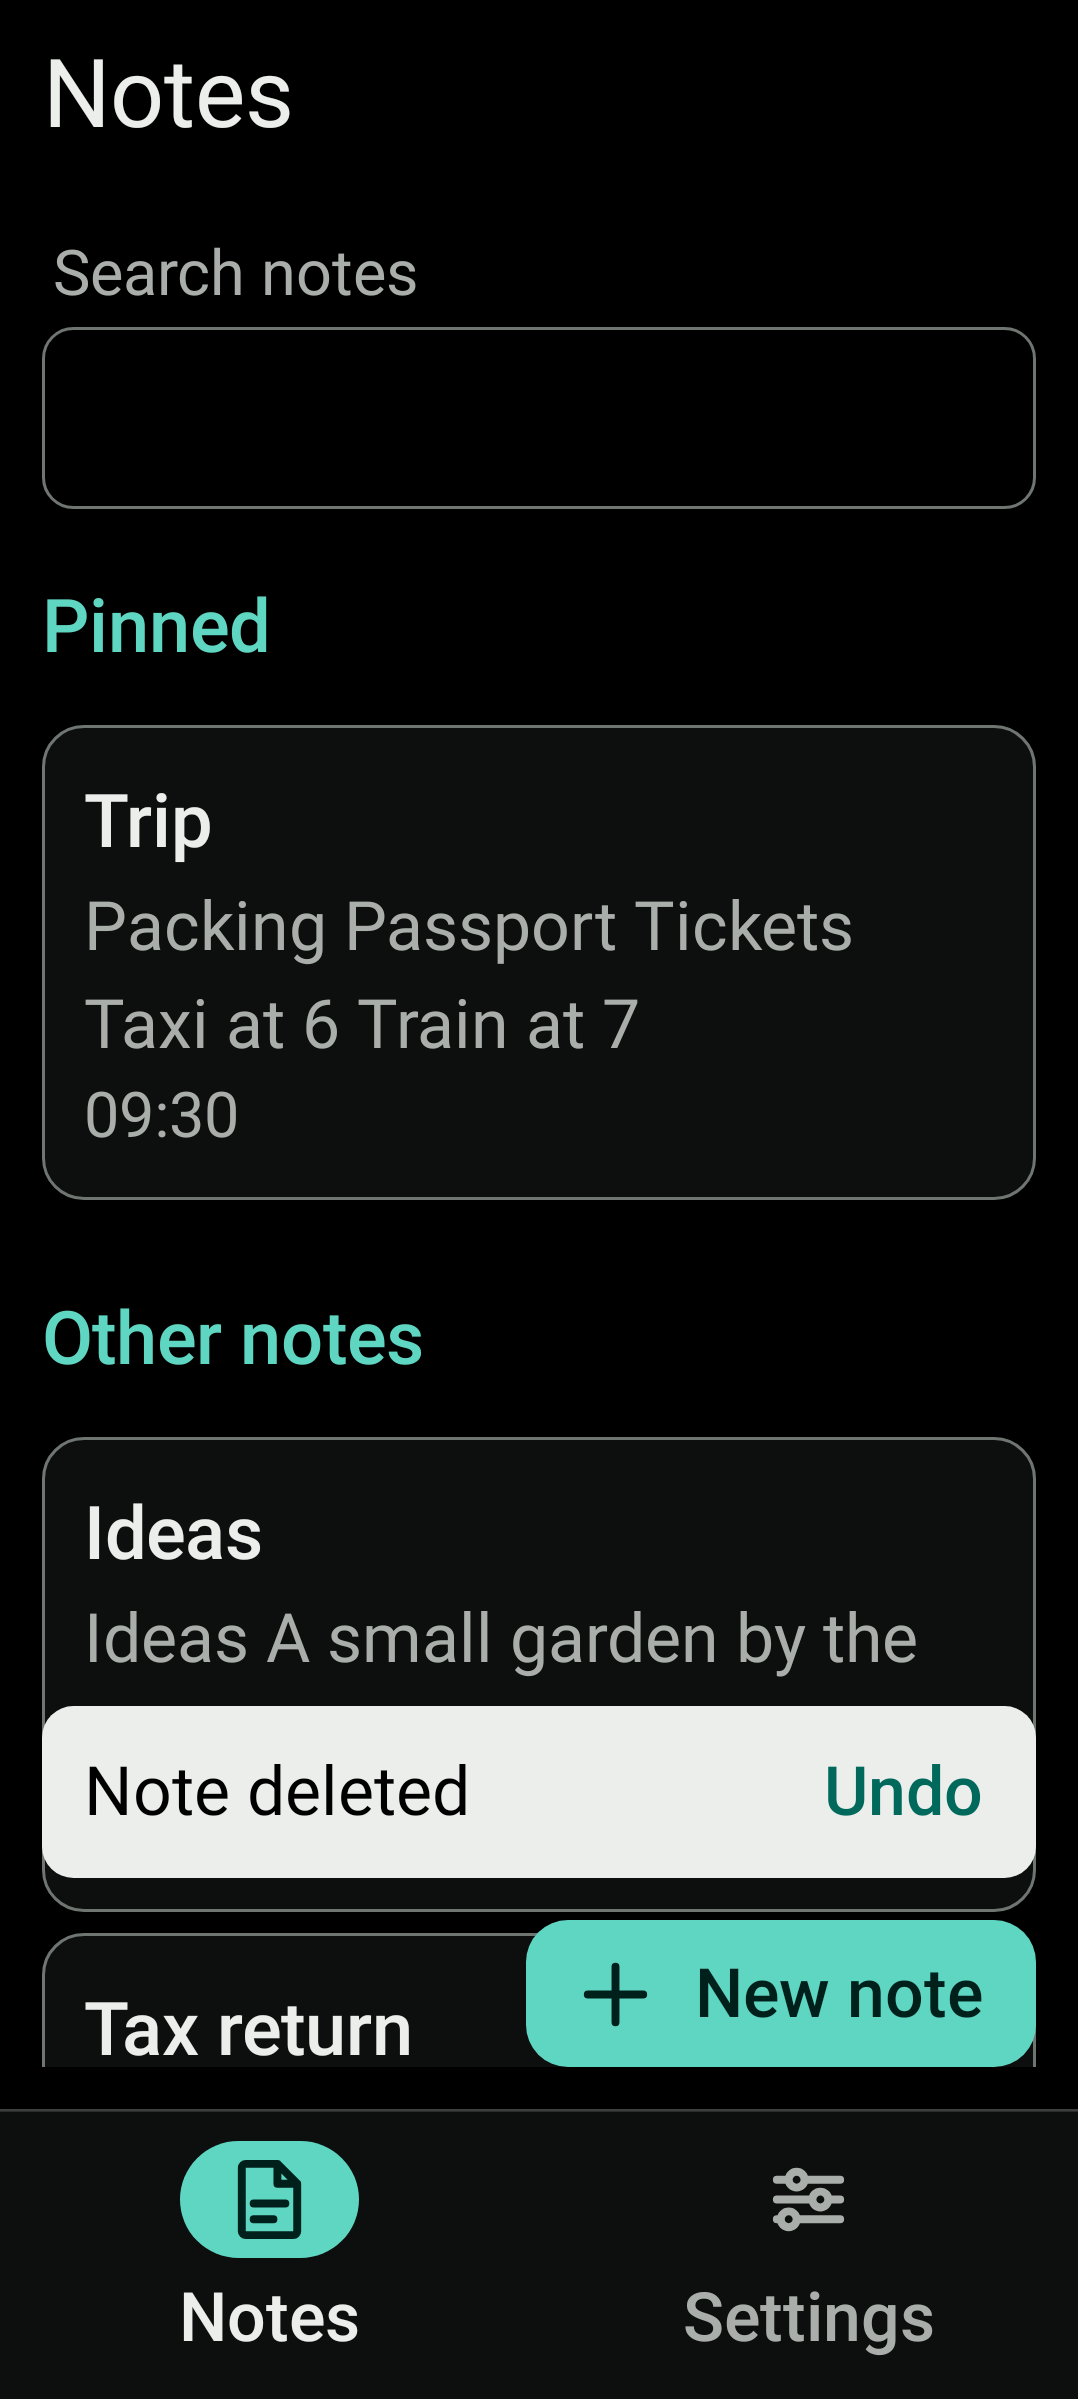 Notes
Search notes
Pinned
Trip
Packing Passport Tickets
Taxi at 6 Train at 7
09:30
Other notes
Ideas
Ideas A small garden by the
Note deleted
Undo
Tax return
New note
Notes
Settings